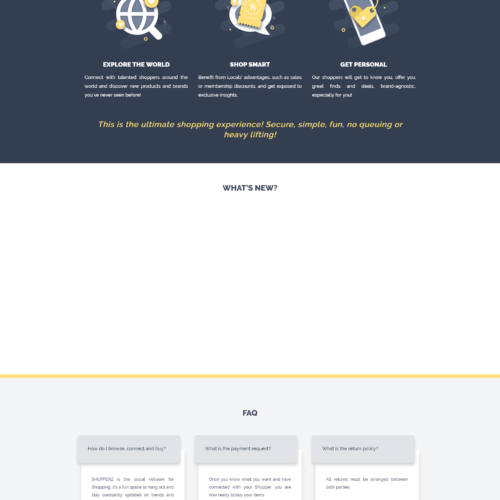 EXPLORE THE WORLD
Connect with talented shoppers around the
world and discover new products and brands
you've never seen before!
SHOP SMART
Benefit from Locals' advantages, such as sales
or membership discounts, and get exposed to
exclusive insights.
GET PERSONAL
Our shoppers will get to know you, offer you
great finds and deals, brand-agnostic,
especially for you!
This is the ultimate shopping experience! Secure, simple, fun, no queuing or
heavy lifting!
WHAT'S NEW?
FAQ
How do I browse, connect and buy?
SHUPPERZ is the social network for
Shopping, it's a fun space to hang out and
stay constantly updated on trends and
What is the payment request?
Once you know what you want and have
connected with your Shupper, you are
now ready to buy your items.
What is the return policy?
All returns must be arranged between
both parties.